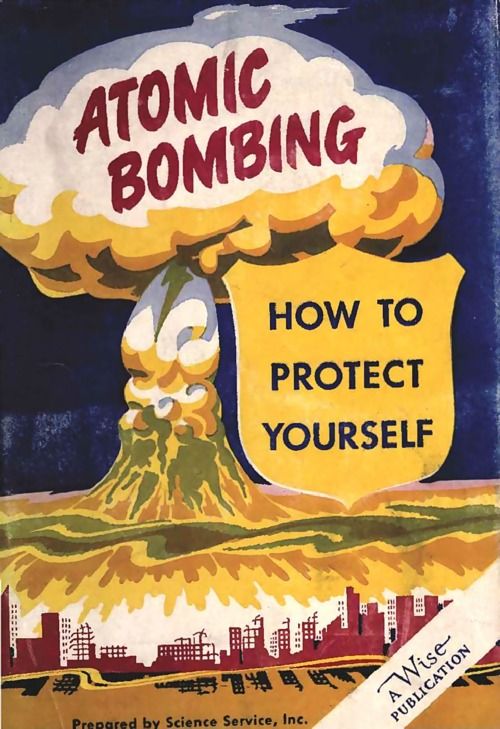 ATOMIC
BOMBING
HOW TO
PROTECT
YOURSELF
A Wise
PUBLICATION
Prepared by Science Service, Inc.